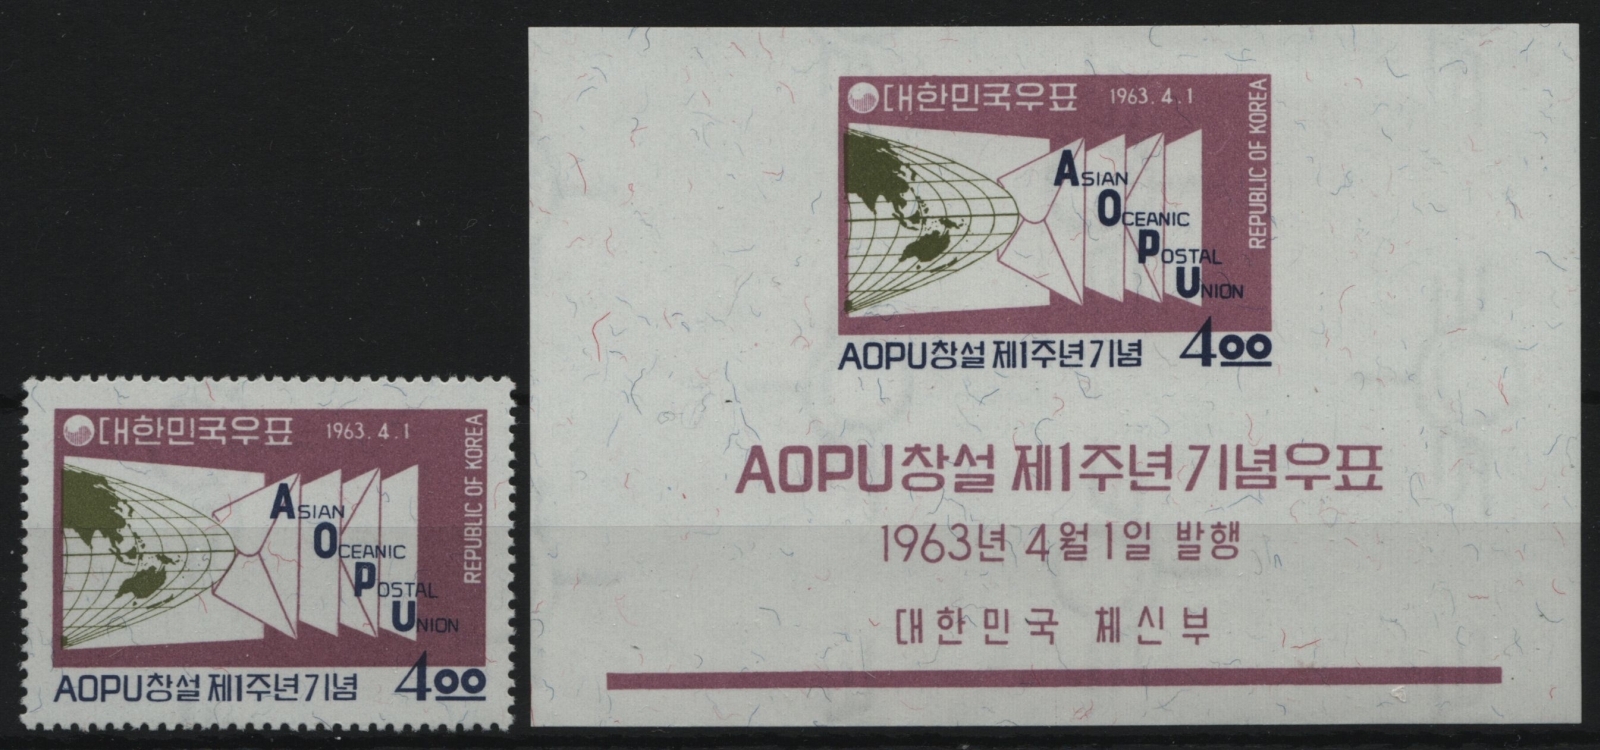 대한민국우표 1963.4.1
REPUBLIC OF KOREA
ASIAN
OCEANIC
POSTAL
UNION
AOPU창설 제1주년기념 400
대한민국우표 1963.4.1
REPUBLIC OF KOREA
ASIAN
OCEANIC
POSTAL
UNION
AOPU창설 제1주년기념 400
AOPU창설 제1주년기념우표
1963년 4월 1일 발행
대한민국 체신부